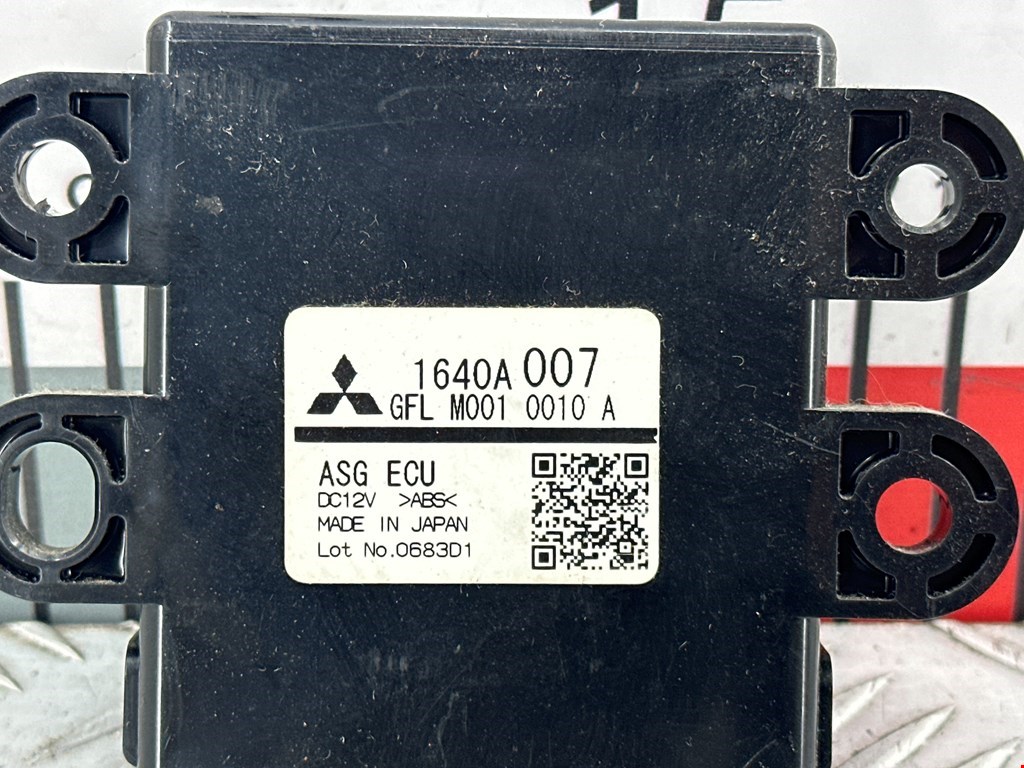 1640A 007
GFL M001 0010 A
ASG ECU
DC12V >ABS<
MADE IN JAPAN
Lot No.0683D1